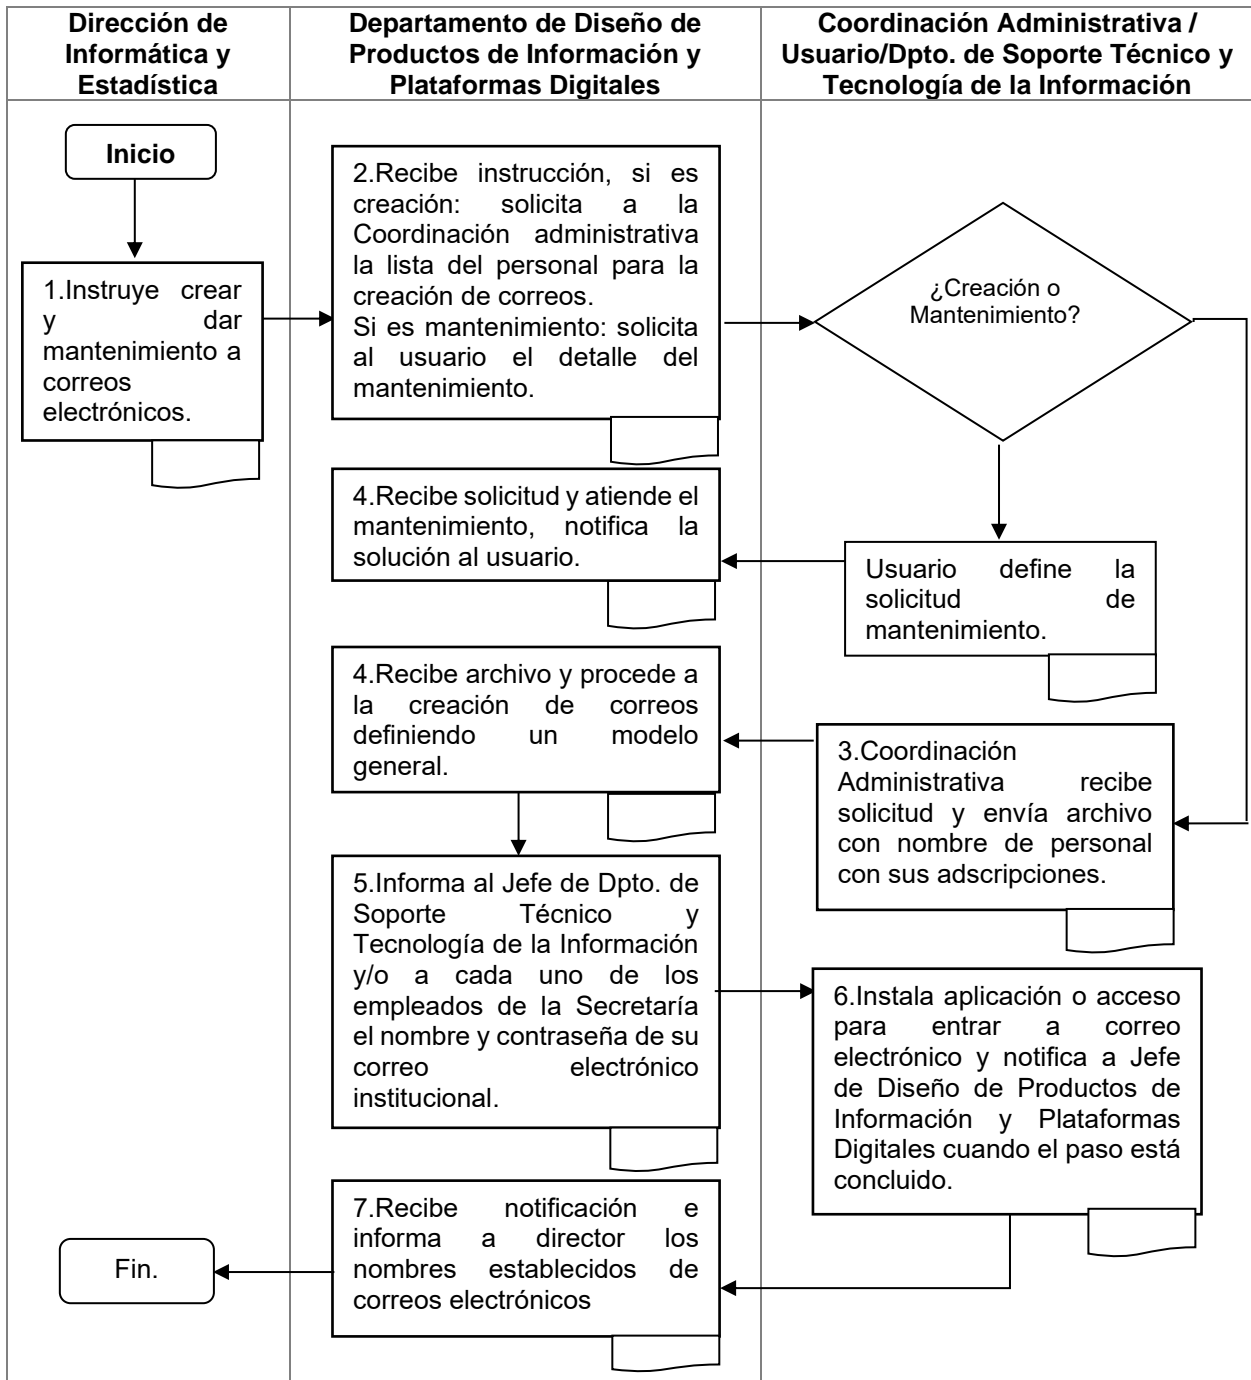 Dirección de
Informática y
Estadística
Departamento de Diseño de
Productos de Información y
Plataformas Digitales
Coordinación Administrativa /
Usuario/Dpto. de Soporte Técnico y
Tecnología de la Información
Inicio
1.Instruye crear
y dar
mantenimiento a
correos
electrónicos.
2.Recibe instrucción, si es
creación: solicita a la
Coordinación administrativa
la lista del personal para la
creación de correos.
Si es mantenimiento: solicita
al usuario el detalle del
mantenimiento.
¿Creación o
Mantenimiento?
4.Recibe solicitud y atiende el
mantenimiento, notifica la
solución al usuario.
Usuario define la
solicitud de
mantenimiento.
4.Recibe archivo y procede a
la creación de correos
definiendo un modelo
general.
3.Coordinación
Administrativa recibe
solicitud y envía archivo
con nombre de personal
con sus adscripciones.
5.Informa al Jefe de Dpto. de
Soporte Técnico y
Tecnología de la Información
y/o a cada uno de los
empleados de la Secretaría
el nombre y contraseña de su
correo electrónico
institucional.
6.Instala aplicación o acceso
para entrar a correo
electrónico y notifica a Jefe
de Diseño de Productos de
Información y Plataformas
Digitales cuando el paso está
concluido.
7.Recibe notificación e
informa a director los
nombres establecidos de
correos electrónicos
Fin.